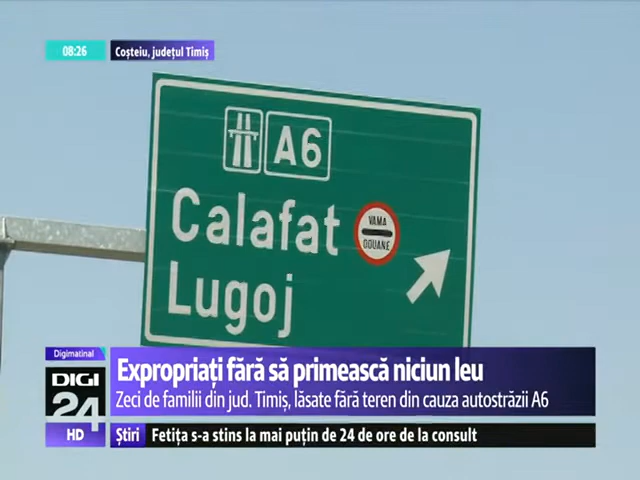 08:26
Coșteiu, județul Timiș
A6
Calafat
VAMA
DOUANE
Lugoj
Digimatinal
Expropriați fără să primească niciun leu
DIGI
24
Zeci de familii din jud. Timiș, lăsate fără teren din cauza autostrăzii A6
HD
Știri
Fetița s-a stins la mai puțin de 24 de ore de la consult